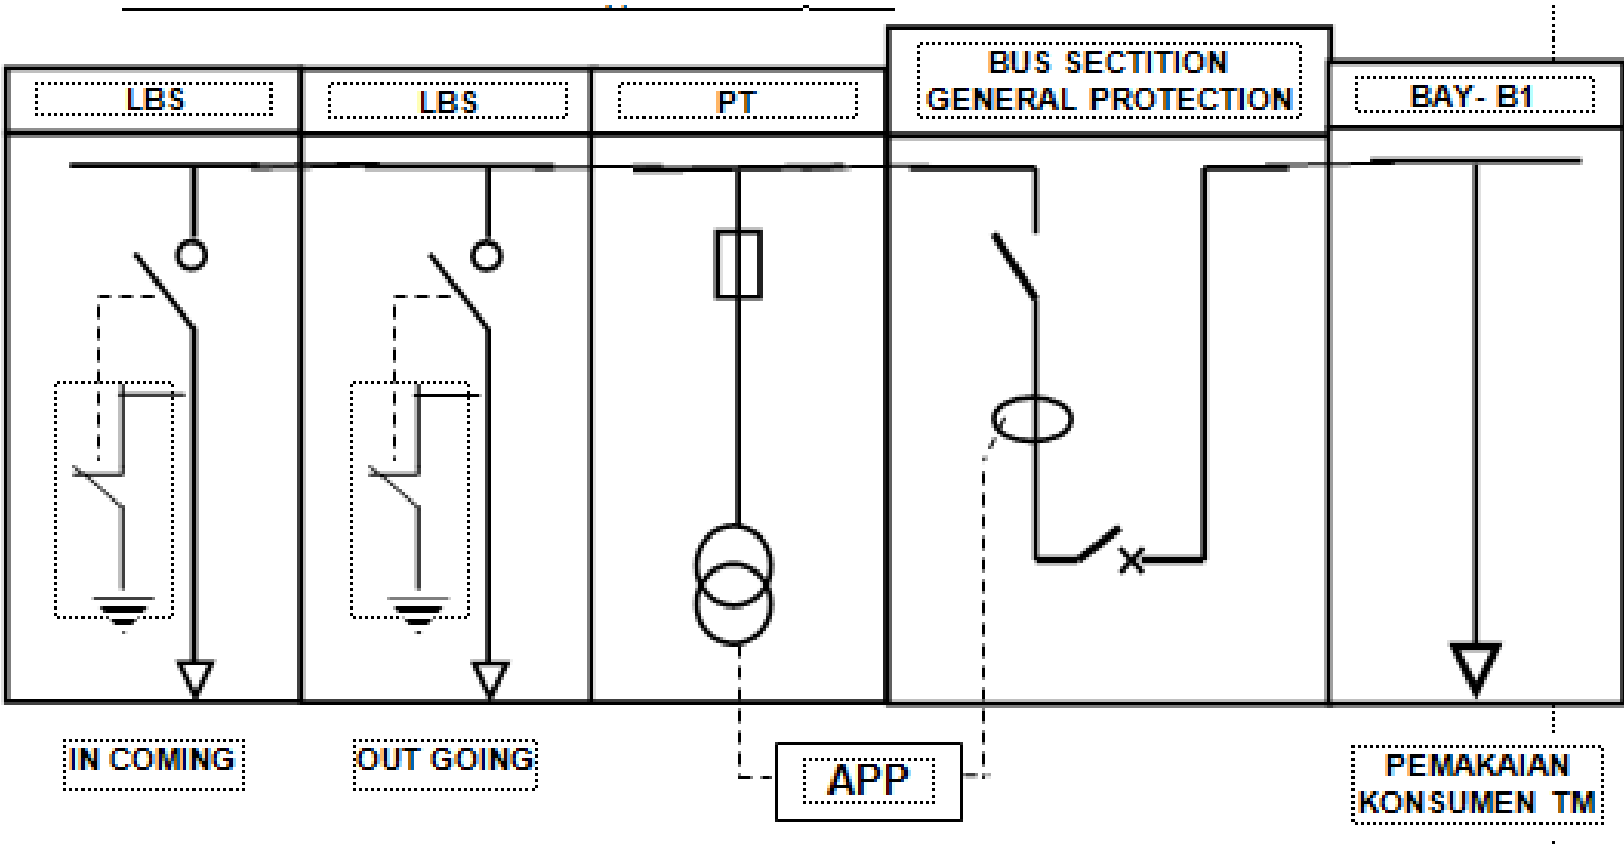 LBS
LBS
PT
BUS SECTITION
GENERAL PROTECTION
BAY- B1
IN COMING
OUT GOING
APP
PEMAKAIAN
KONSUMEN TM